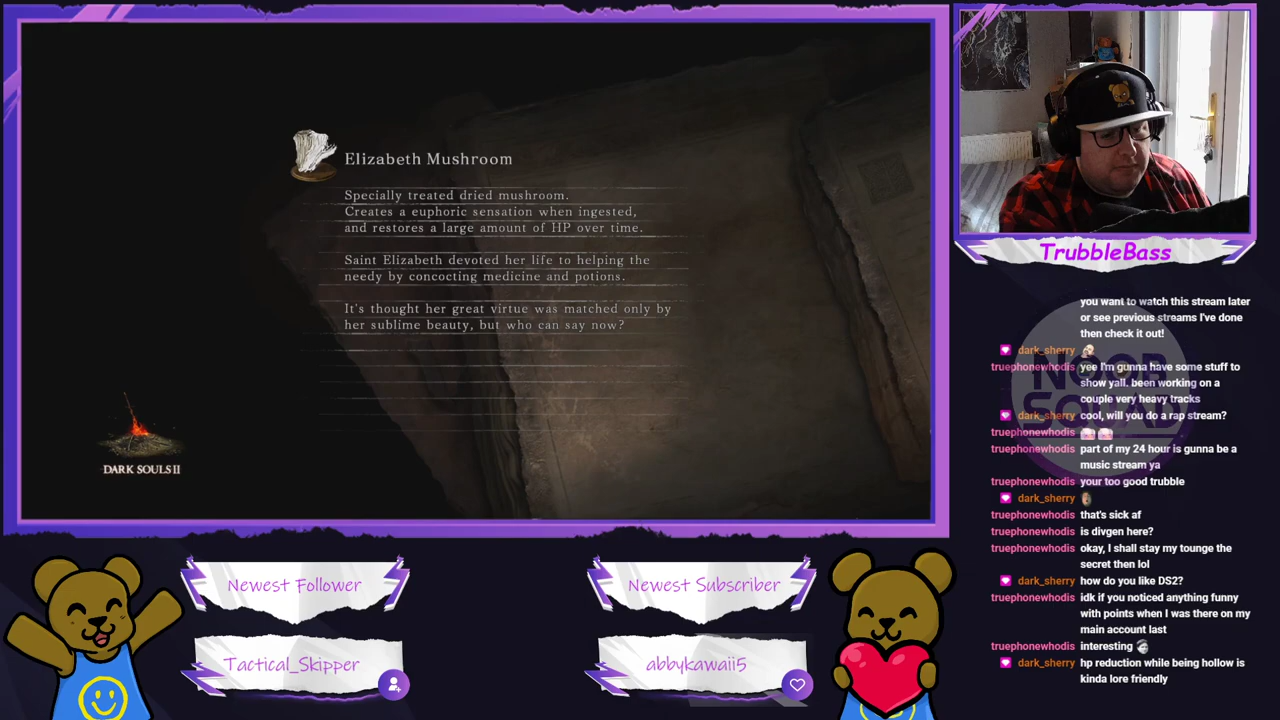 Elizabeth Mushroom
Specially treated dried mushroom.
Creates a euphoric sensation when ingested,
and restores a large amount of HP over time.
Saint Elizabeth devoted her life to helping the
needy by concocting medicine and potions.
It's thought her great virtue was matched only by
her sublime beauty, but who can say now?
DARK SOULS II
TrubbleBass
you want to watch this stream later
or see previous streams I've done
then check it out!
dark_sherry
truephonewhodis yee I'm gunna have some stuff to
show yall. been working on a
couple very heavy tracks
dark_sherry cool, will you do a rap stream?
truephonewhodis
truephonewhodis part of my 24 hour is gunna be a
music stream ya
truephonewhodis your too good trubble
dark_sherry
truephonewhodis that's sick af
truephonewhodis is divgen here?
truephonewhodis okay, I shall stay my tounge the
secret then lol
dark_sherry how do you like DS2?
truephonewhodis idk if you noticed anything funny
with points when I was there on my
main account last
truephonewhodis interesting
dark_sherry hp reduction while being hollow is
kinda lore friendly
NOOB
SQUAD
Newest Follower
Tactical_Skipper
Newest Subscriber
abbykawaii5